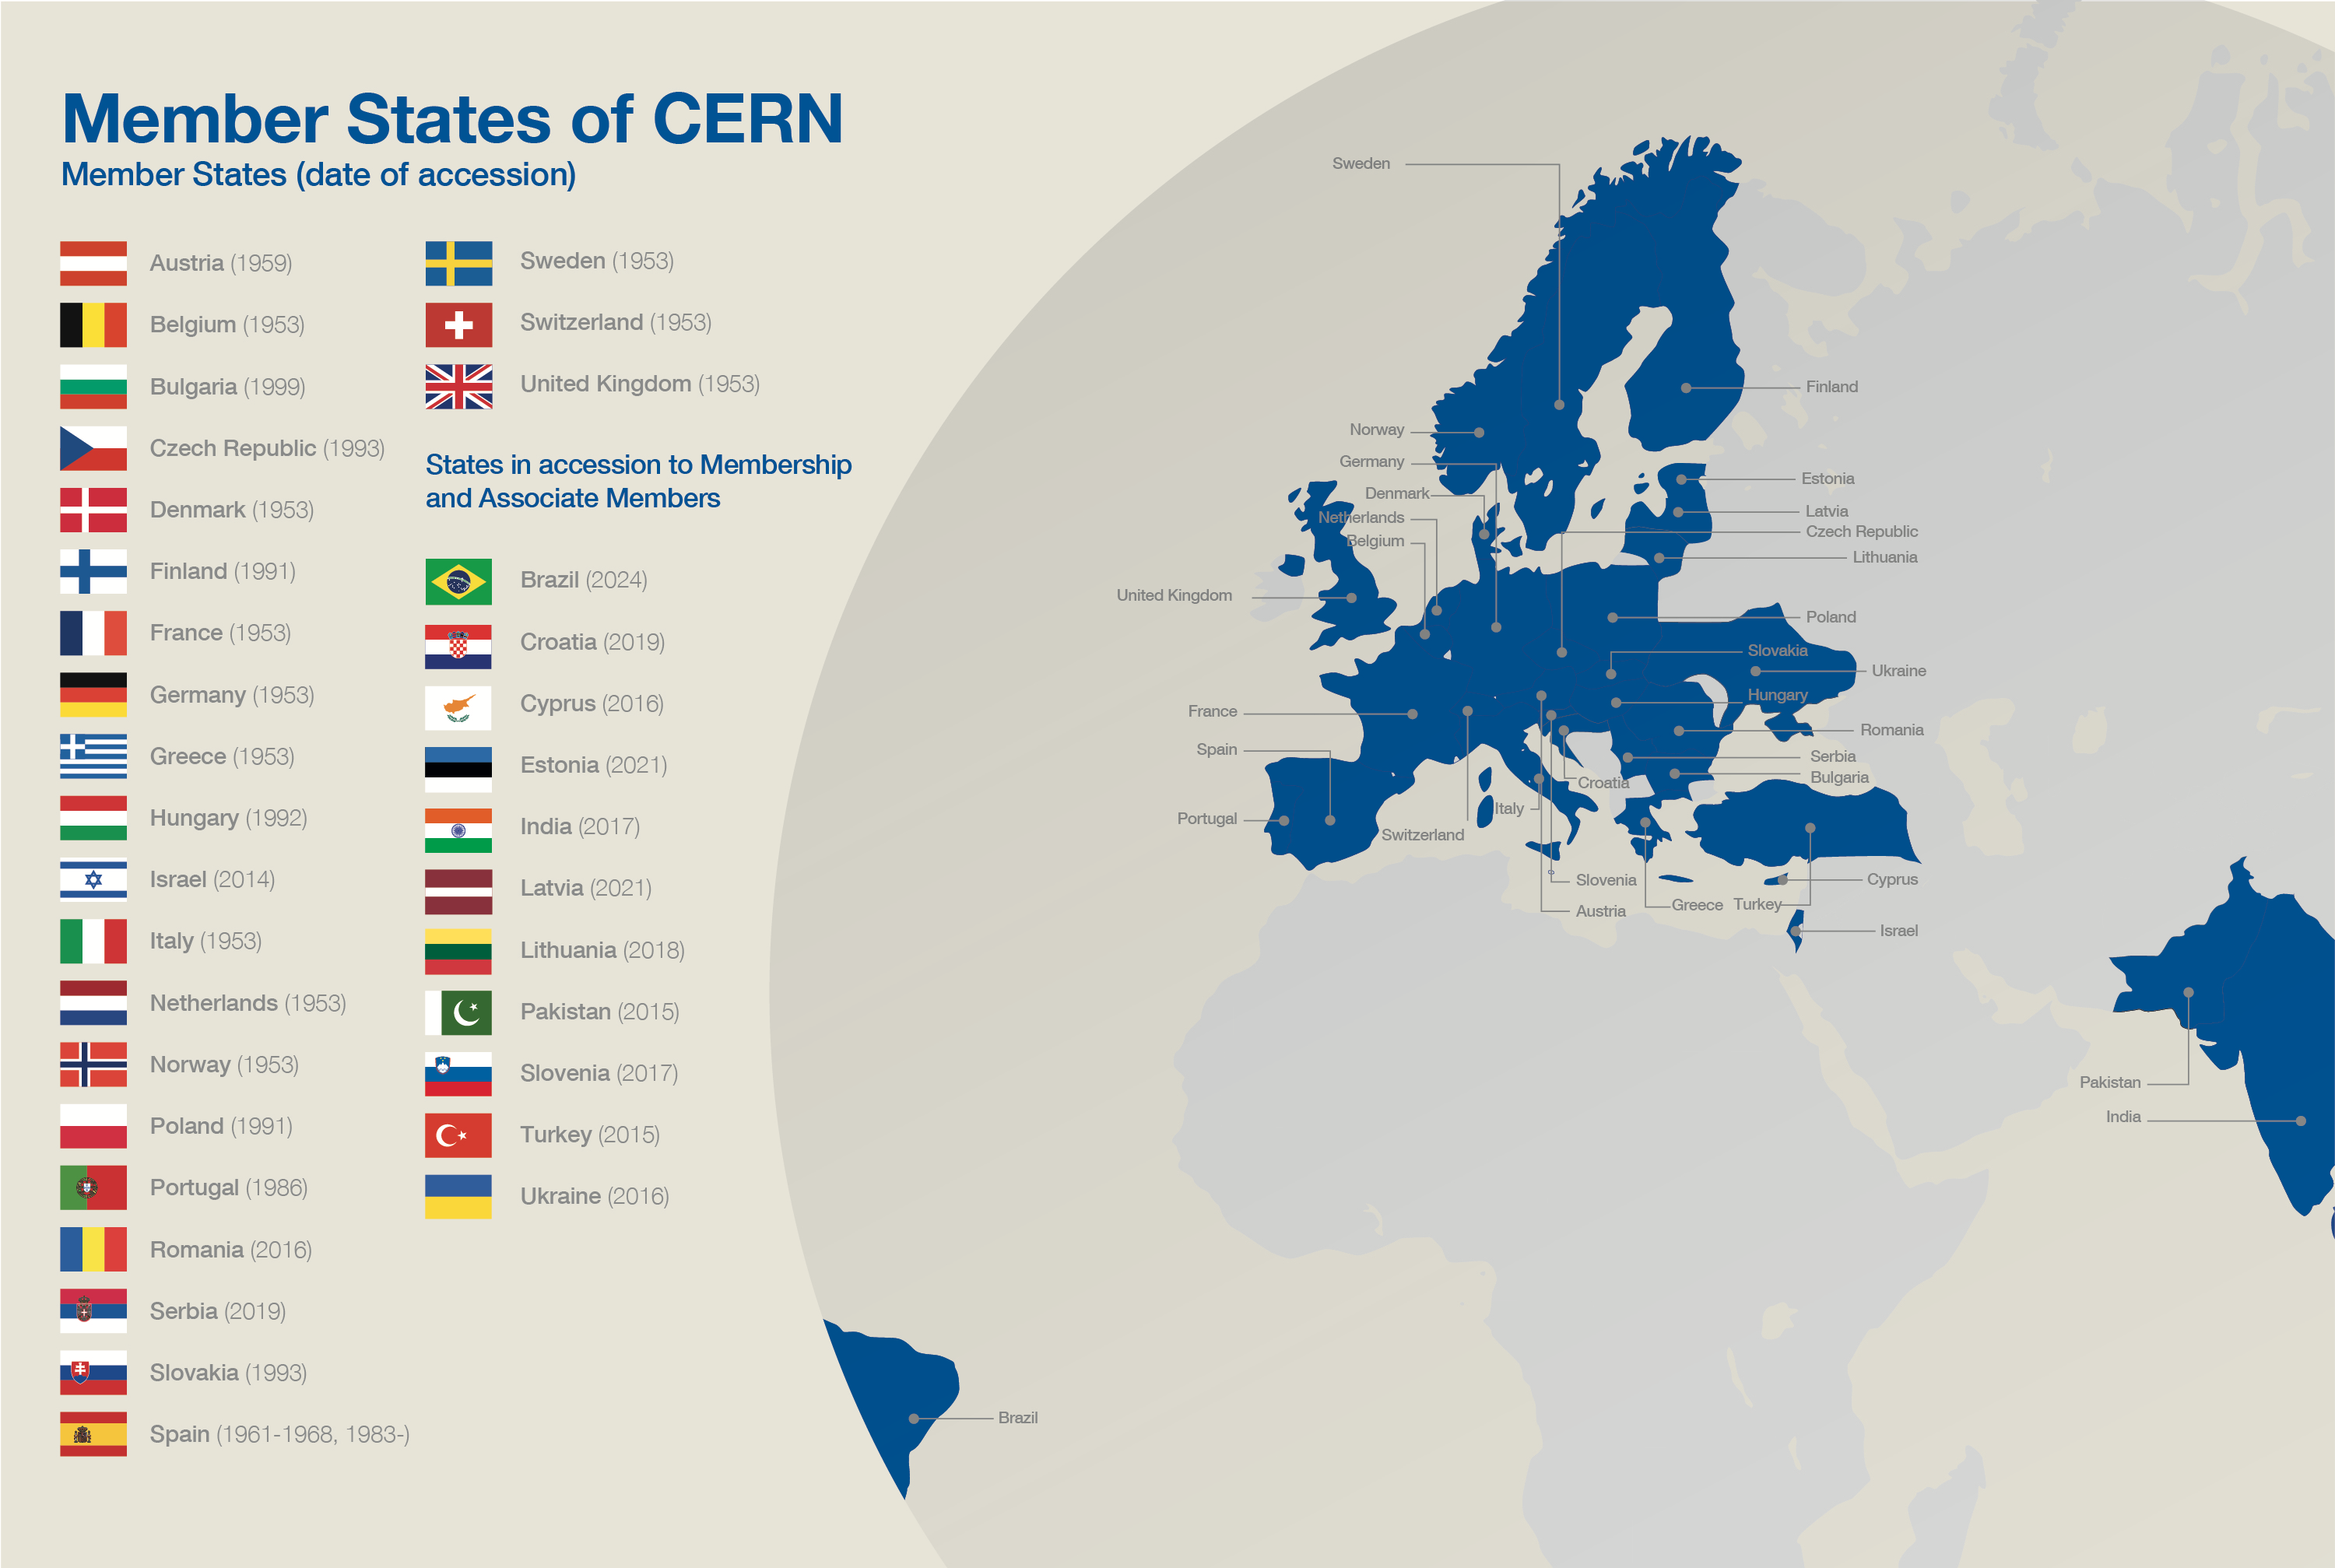 Member States of CERN
Member States (date of accession)
Austria (1959)
Belgium (1953)
Bulgaria (1999)
Czech Republic (1993)
Denmark (1953)
Finland (1991)
France (1953)
Germany (1953)
Greece (1953)
Hungary (1992)
Israel (2014)
Italy (1953)
Netherlands (1953)
Norway (1953)
Poland (1991)
Portugal (1986)
Romania (2016)
Serbia (2019)
Slovakia (1993)
Spain (1961-1968, 1983-)
Sweden (1953)
Switzerland (1953)
United Kingdom (1953)
States in accession to Membership
and Associate Members
Brazil (2024)
Croatia (2019)
Cyprus (2016)
Estonia (2021)
India (2017)
Latvia (2021)
Lithuania (2018)
Pakistan (2015)
Slovenia (2017)
Turkey (2015)
Ukraine (2016)
Sweden
Finland
Norway
Germany
Estonia
Denmark
Latvia
Netherlands
Czech Republic
Belgium
Lithuania
United Kingdom
Poland
Slovakia
Ukraine
Hungary
France
Romania
Spain
Serbia
Bulgaria
Croatia
Italy
Portugal
Switzerland
Slovenia
Cyprus
Austria
Greece
Turkey
Israel
Pakistan
India
Brazil